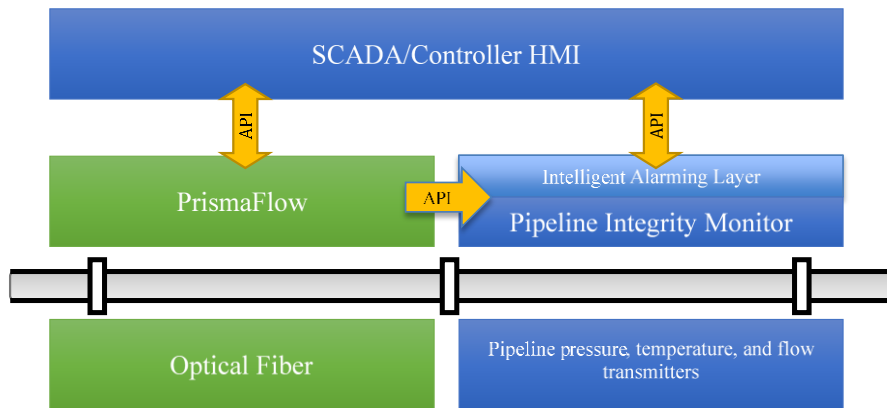 SCADA/Controller HMI
API
API
PrismaFlow
API
Intelligent Alarming Layer
Pipeline Integrity Monitor
Optical Fiber
Pipeline pressure, temperature, and flow
transmitters